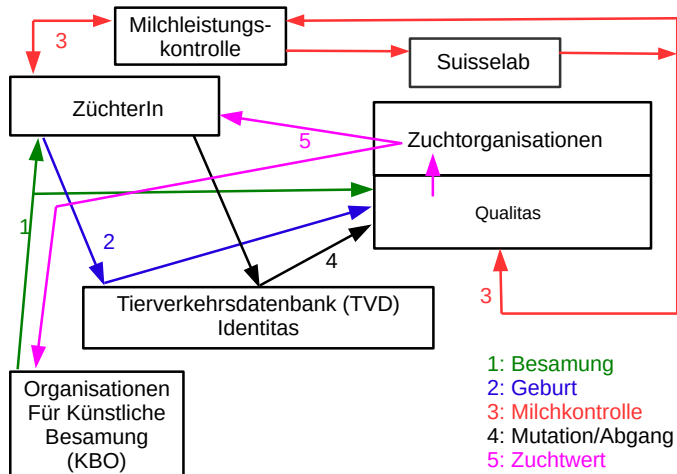 Milchleistungs-
kontrolle
3
Suisselab
ZüchterIn
Zuchtorganisationen
5
Qualitas
1
2
4
3
Tierverkehrsdatenbank (TVD)
Identitas
Organisationen
Für Künstliche
Besamung
(KBO)
1: Besamung
2: Geburt
3: Milchkontrolle
4: Mutation/Abgang
5: Zuchtwert